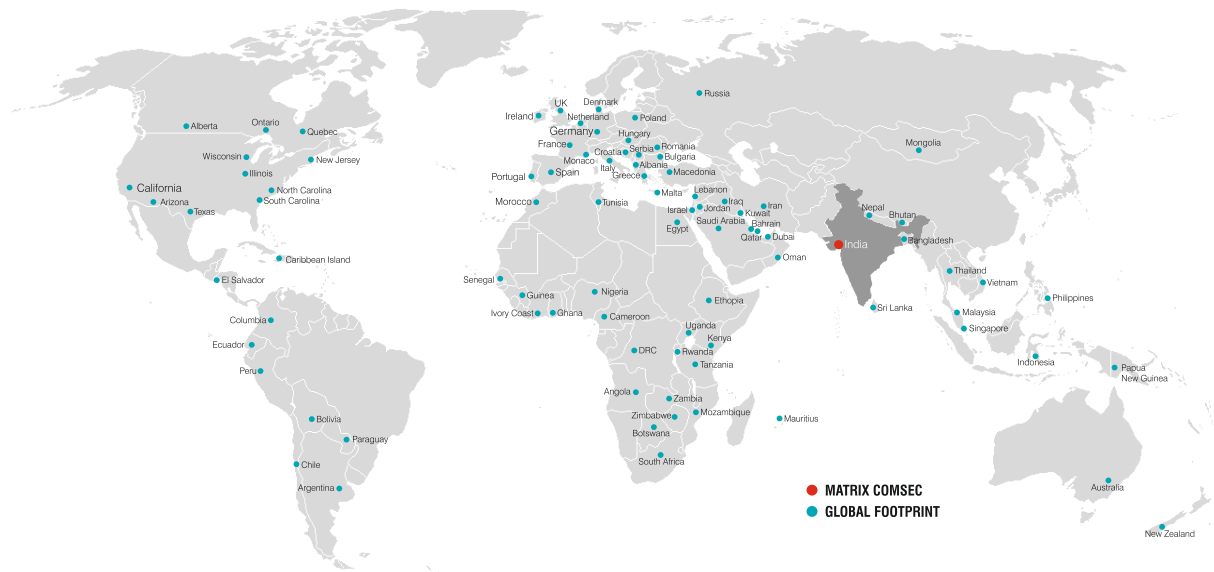 Alberta
Ontario
Quebec
Wisconsin
New Jersey
Illinois
California
North Carolina
Arizona
South Carolina
Texas
Caribbean Island
El Salvador
Columbia
Ecuador
Peru
Bolivia
Paraguay
Chile
Argentina
UK
Denmark
Ireland
Netherland
Poland
Germany
Hungary
France
Croatia
Serbia
Romania
Monaco
Bulgaria
Italy
Albania
Portugal
Spain
Greece
Macedonia
Malta
Morocco
Tunisia
Lebanon
Israel
Jordan
Iraq
Iran
Kuwait
Egypt
Saudi Arabia
Bahrain
Qatar
Dubai
Oman
Senegal
Guinea
Nigeria
Ivory Coast
Ghana
Cameroon
Ethopia
Uganda
Kenya
DRC
Rwanda
Tanzania
Angola
Zambia
Zimbabwe
Mozambique
Botswana
South Africa
Mauritius
Russia
Mongolia
Nepal
Bhutan
India
Bangladesh
Thailand
Vietnam
Sri Lanka
Philippines
Malaysia
Singapore
Indonesia
Papua
New Guinea
Australia
New Zealand
MATRIX COMSEC
GLOBAL FOOTPRINT